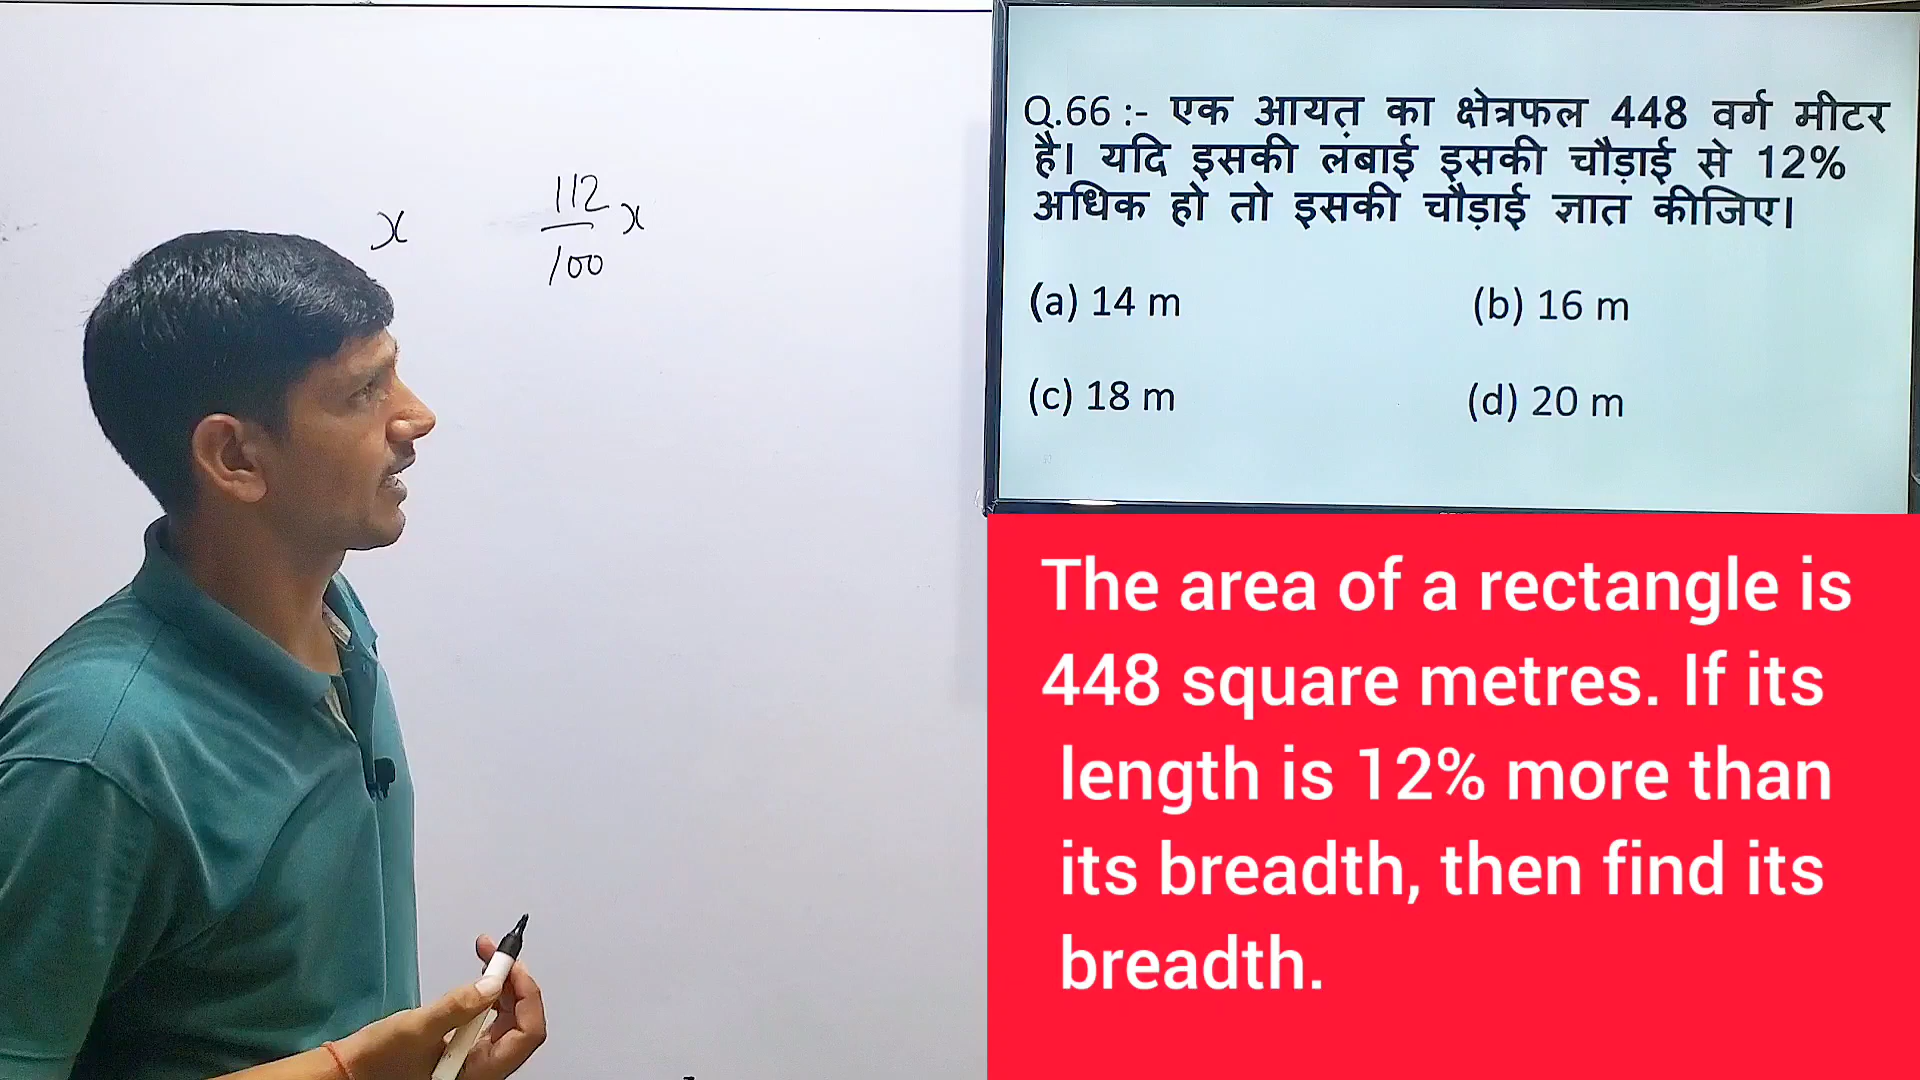 x 112/100 x
Q.66 :- एक आयत का क्षेत्रफल 448 वर्ग मीटर
है। यदि इसकी लंबाई इसकी चौड़ाई से 12%
अधिक हो तो इसकी चौड़ाई ज्ञात कीजिए।
(a) 14 m (b) 16 m
(c) 18 m (d) 20 m
The area of a rectangle is
448 square metres. If its
length is 12% more than
its breadth, then find its
breadth.